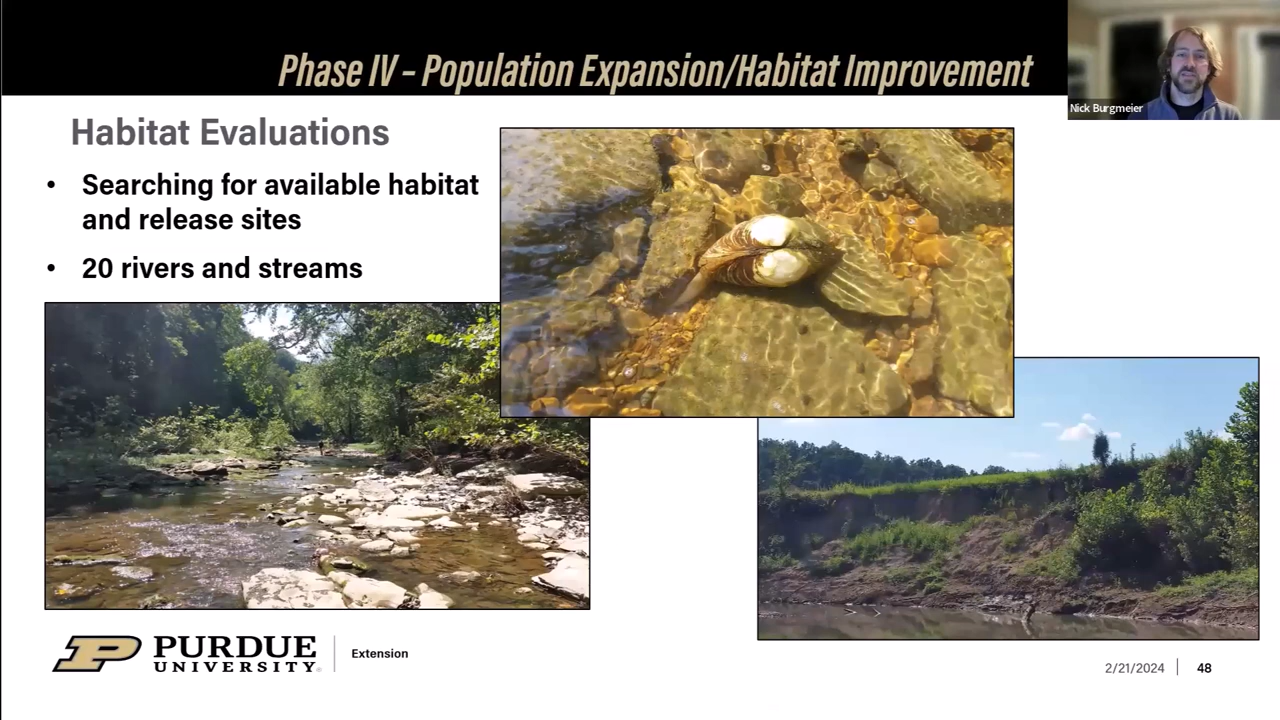 Phase IV – Population Expansion/Habitat Improvement
Nick Burgmeier
Habitat Evaluations
• Searching for available habitat
and release sites
• 20 rivers and streams
PURDUE
UNIVERSITY®
Extension
2/21/2024 | 48